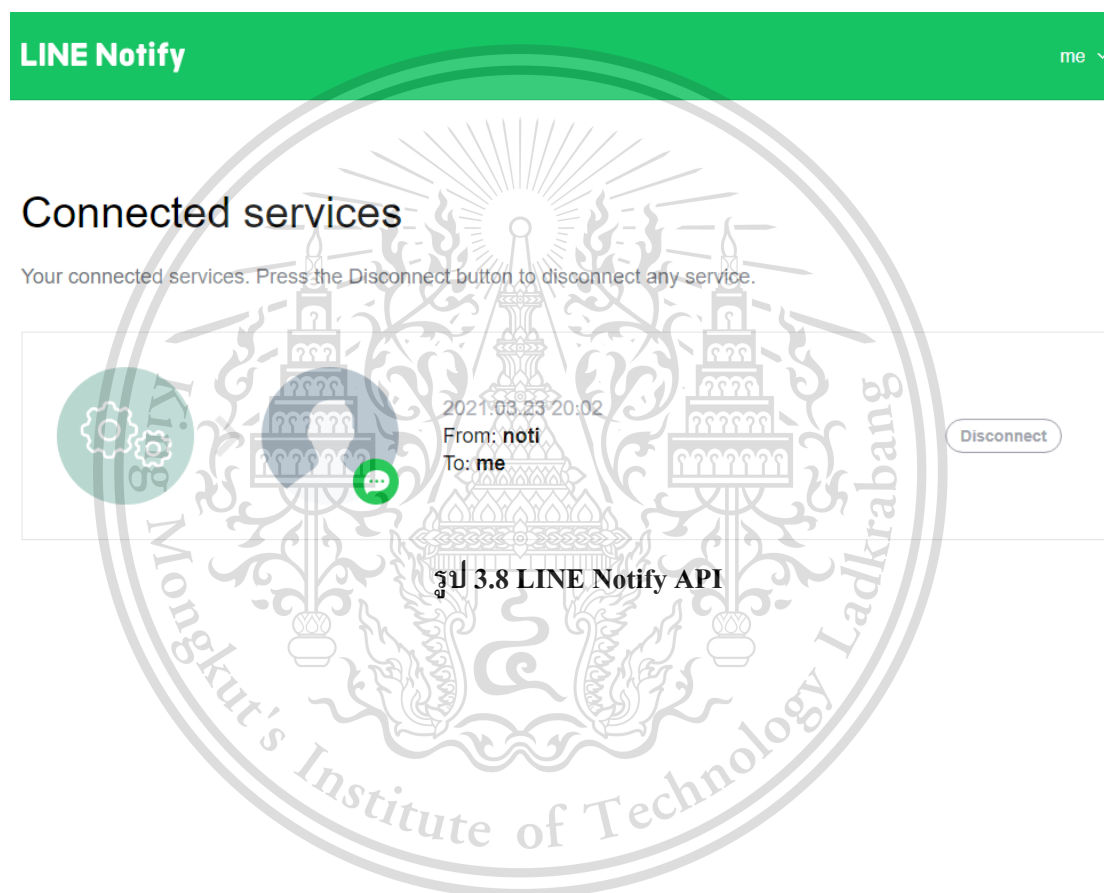 LINE Notify
me
Connected services
Your connected services. Press the Disconnect button to disconnect any service.
2021.03.23 20:02
From: noti
To: me
Disconnect
รูป 3.8 LINE Notify API
King Mongkut's Institute of Technology Ladkrabang